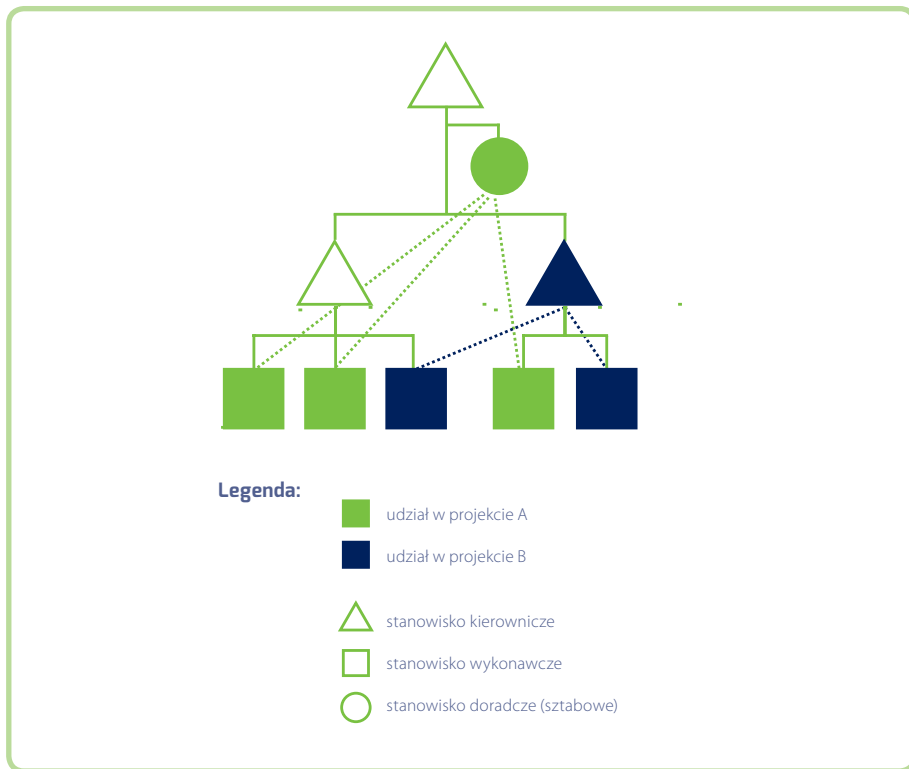 Legenda:
udział w projekcie A
udział w projekcie B
stanowisko kierownicze
stanowisko wykonawcze
stanowisko doradcze (sztabowe)